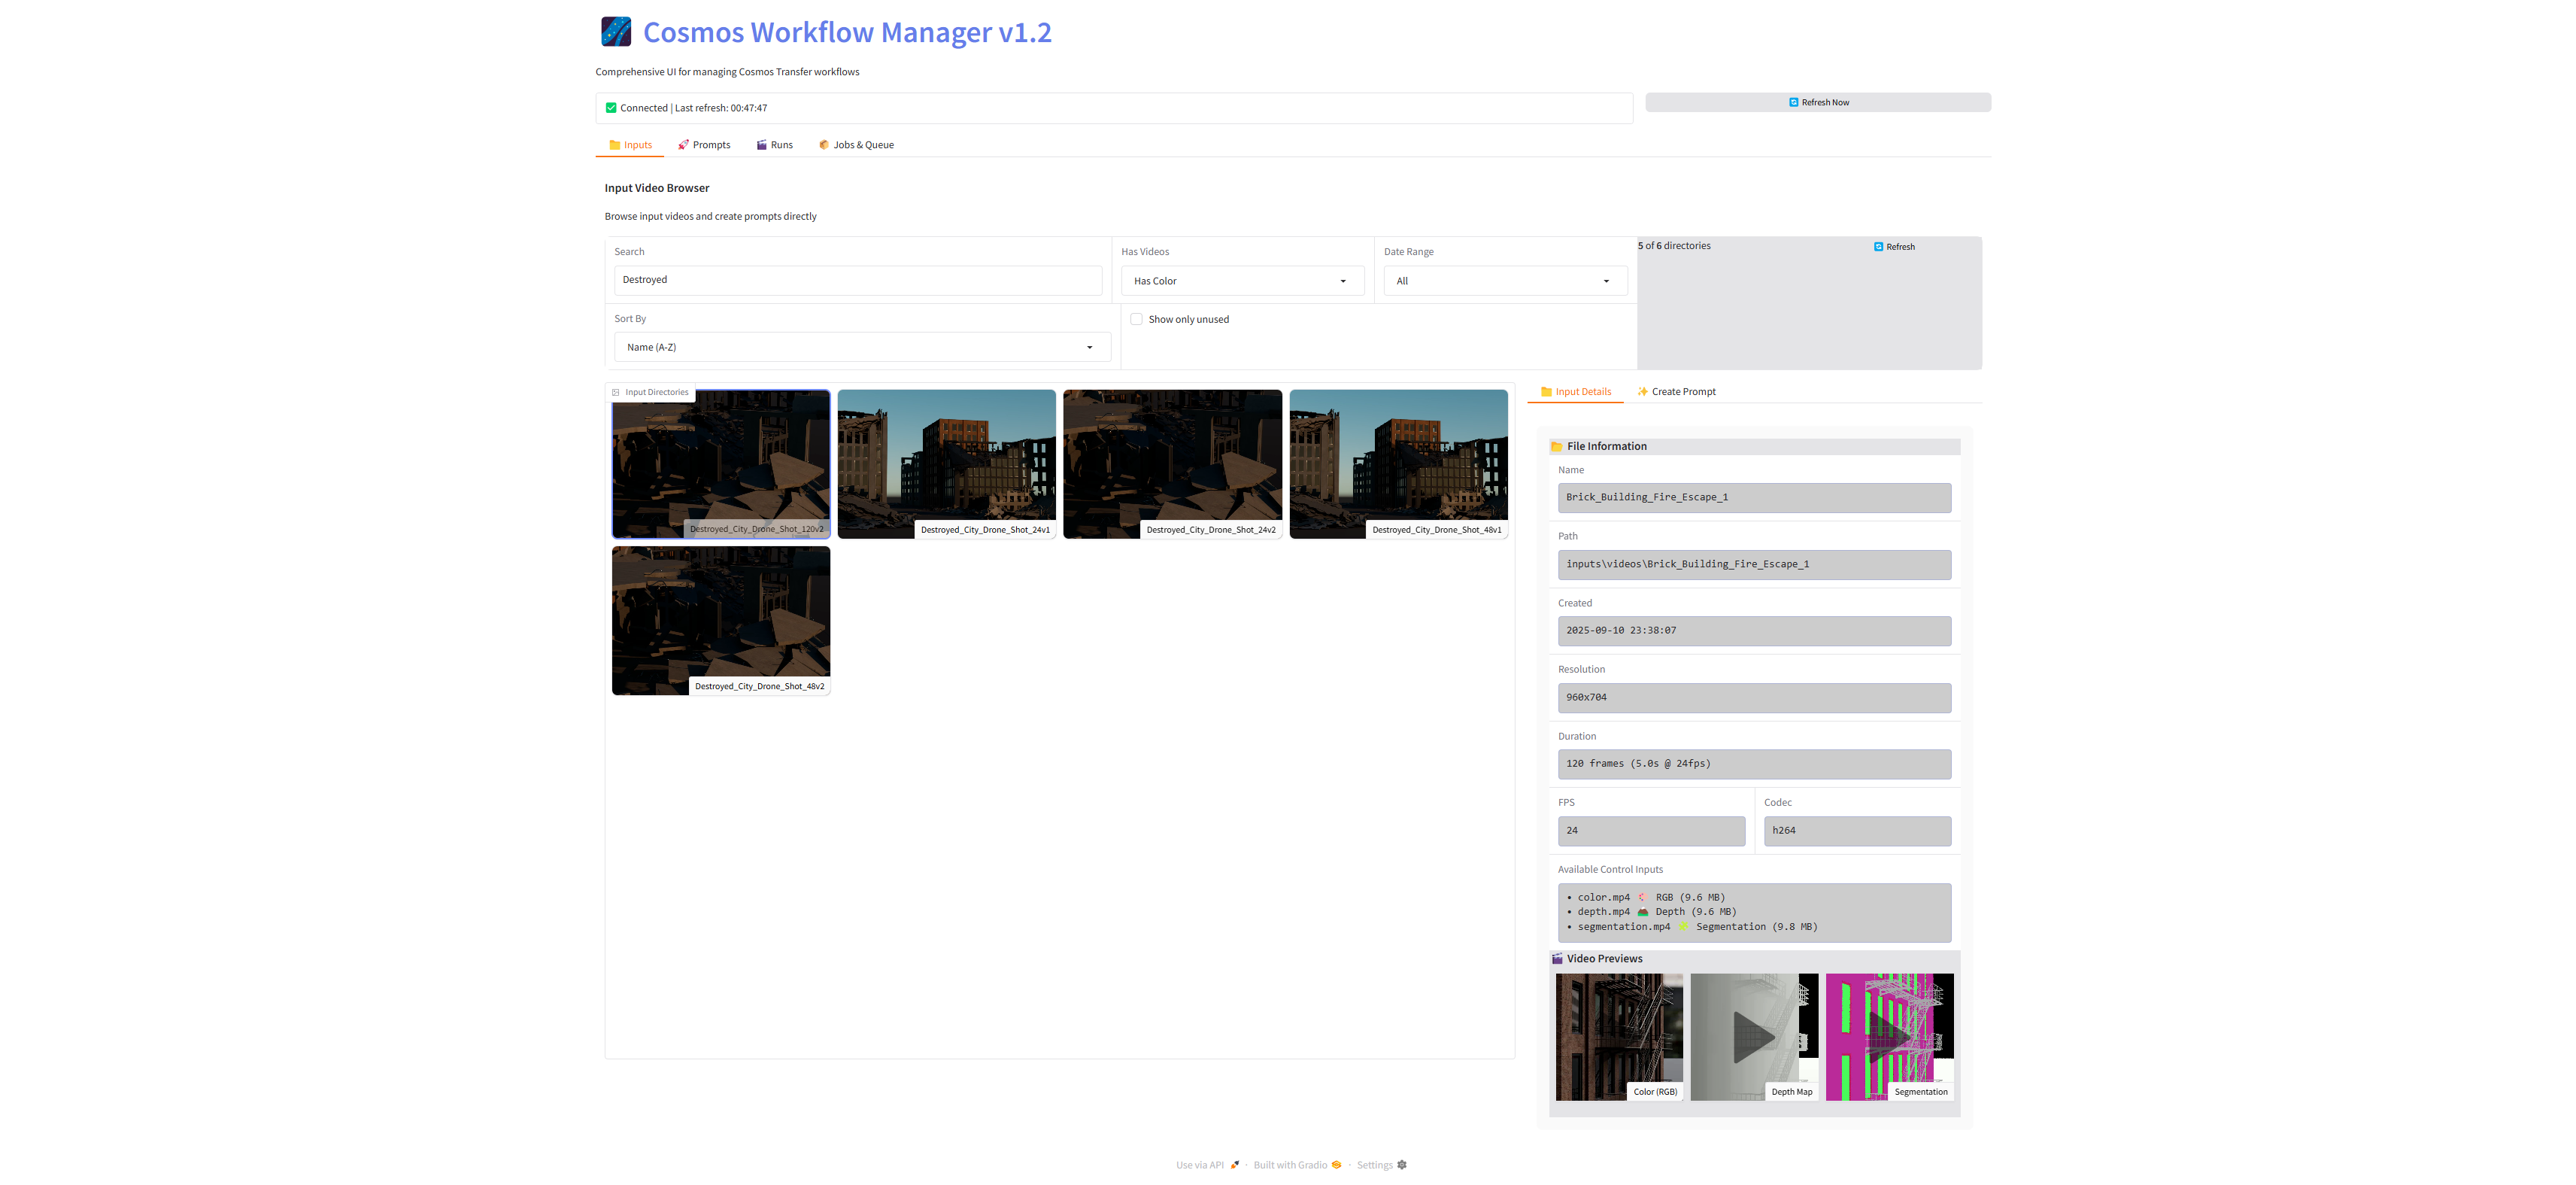 Cosmos Workflow Manager v1.2
Comprehensive UI for managing Cosmos Transfer workflows
Connected | Last refresh: 00:47:47
Refresh Now
Inputs
Prompts
Runs
Jobs & Queue
Input Video Browser
Browse input videos and create prompts directly
Search
Destroyed
Has Videos
Has Color
Date Range
All
5 of 6 directories
Refresh
Sort By
Name (A-Z)
Show only unused
Input Directories
Destroyed_City_Drone_Shot_120v2
Destroyed_City_Drone_Shot_24v1
Destroyed_City_Drone_Shot_24v2
Destroyed_City_Drone_Shot_48v1
Destroyed_City_Drone_Shot_48v2
Input Details
Create Prompt
File Information
Name
Brick_Building_Fire_Escape_1
Path
inputs\videos\Brick_Building_Fire_Escape_1
Created
2025-09-10 23:38:07
Resolution
960x704
Duration
120 frames (5.0s @ 24fps)
FPS
24
Codec
h264
Available Control Inputs
• color.mp4 RGB (9.6 MB)
• depth.mp4 Depth (9.6 MB)
• segmentation.mp4 Segmentation (9.8 MB)
Video Previews
Color (RGB)
Depth Map
Segmentation
Use via API · Built with Gradio · Settings